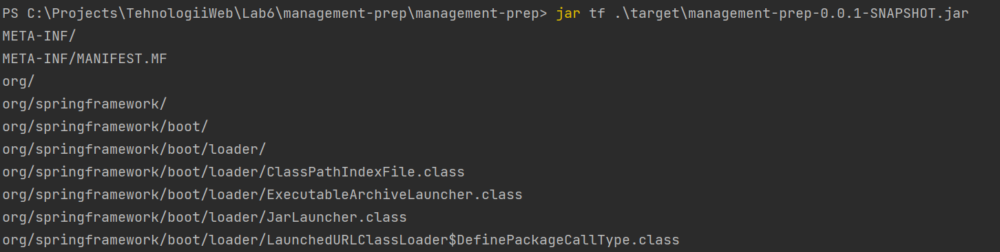 PS C:\Projects\TehnologiiWeb\Lab6\management-prep\management-prep> jar tf .\target\management-prep-0.0.1-SNAPSHOT.jar
META-INF/
META-INF/MANIFEST.MF
org/
org/springframework/
org/springframework/boot/
org/springframework/boot/loader/
org/springframework/boot/loader/ClassPathIndexFile.class
org/springframework/boot/loader/ExecutableArchiveLauncher.class
org/springframework/boot/loader/JarLauncher.class
org/springframework/boot/loader/LaunchedURLClassLoader$DefinePackageCallType.class